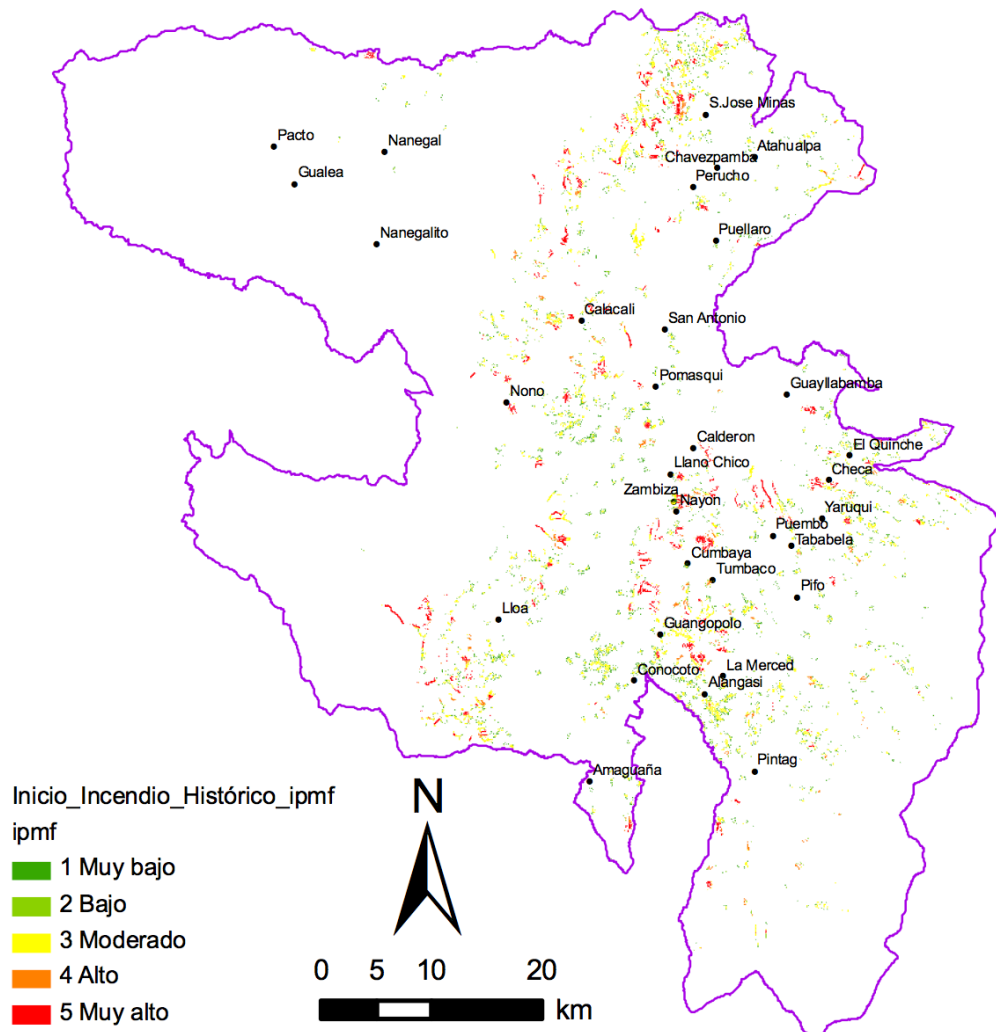 S.Jose Minas
Pacto
Nanegal
Atahualpa
Chavezpamba
Gualea
Perucho
Nanegalito
Puellaro
Calacali
San Antonio
Pomasqui
Guayllabamba
Nono
Calderon
El Quinche
Llano Chico
Checa
Zambiza
Nayon
Yaruqui
Puembo
Tababela
Cumbaya
Tumbaco
Pifo
Lloa
Guangopolo
La Merced
Conocoto
Alangasi
Pintag
Amaguaña
Inicio_Incendio_Histórico_ipmf
ipmf
1 Muy bajo
2 Bajo
3 Moderado
4 Alto
5 Muy alto
N
0 5 10 20
km